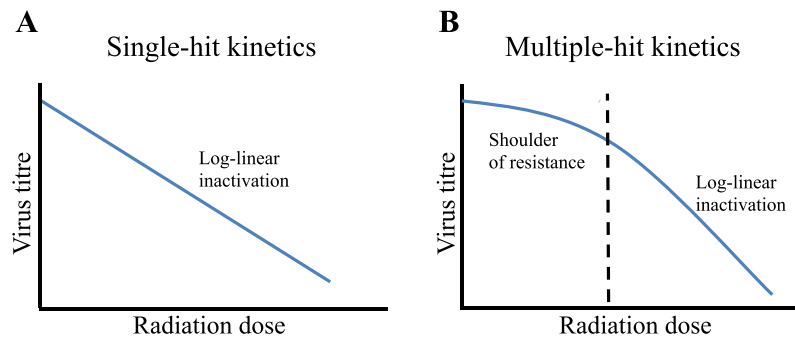 A
Single-hit kinetics
Log-linear
inactivation
Virus titre
Radiation dose
B
Multiple-hit kinetics
Shoulder
of resistance
Log-linear
inactivation
Virus titre
Radiation dose